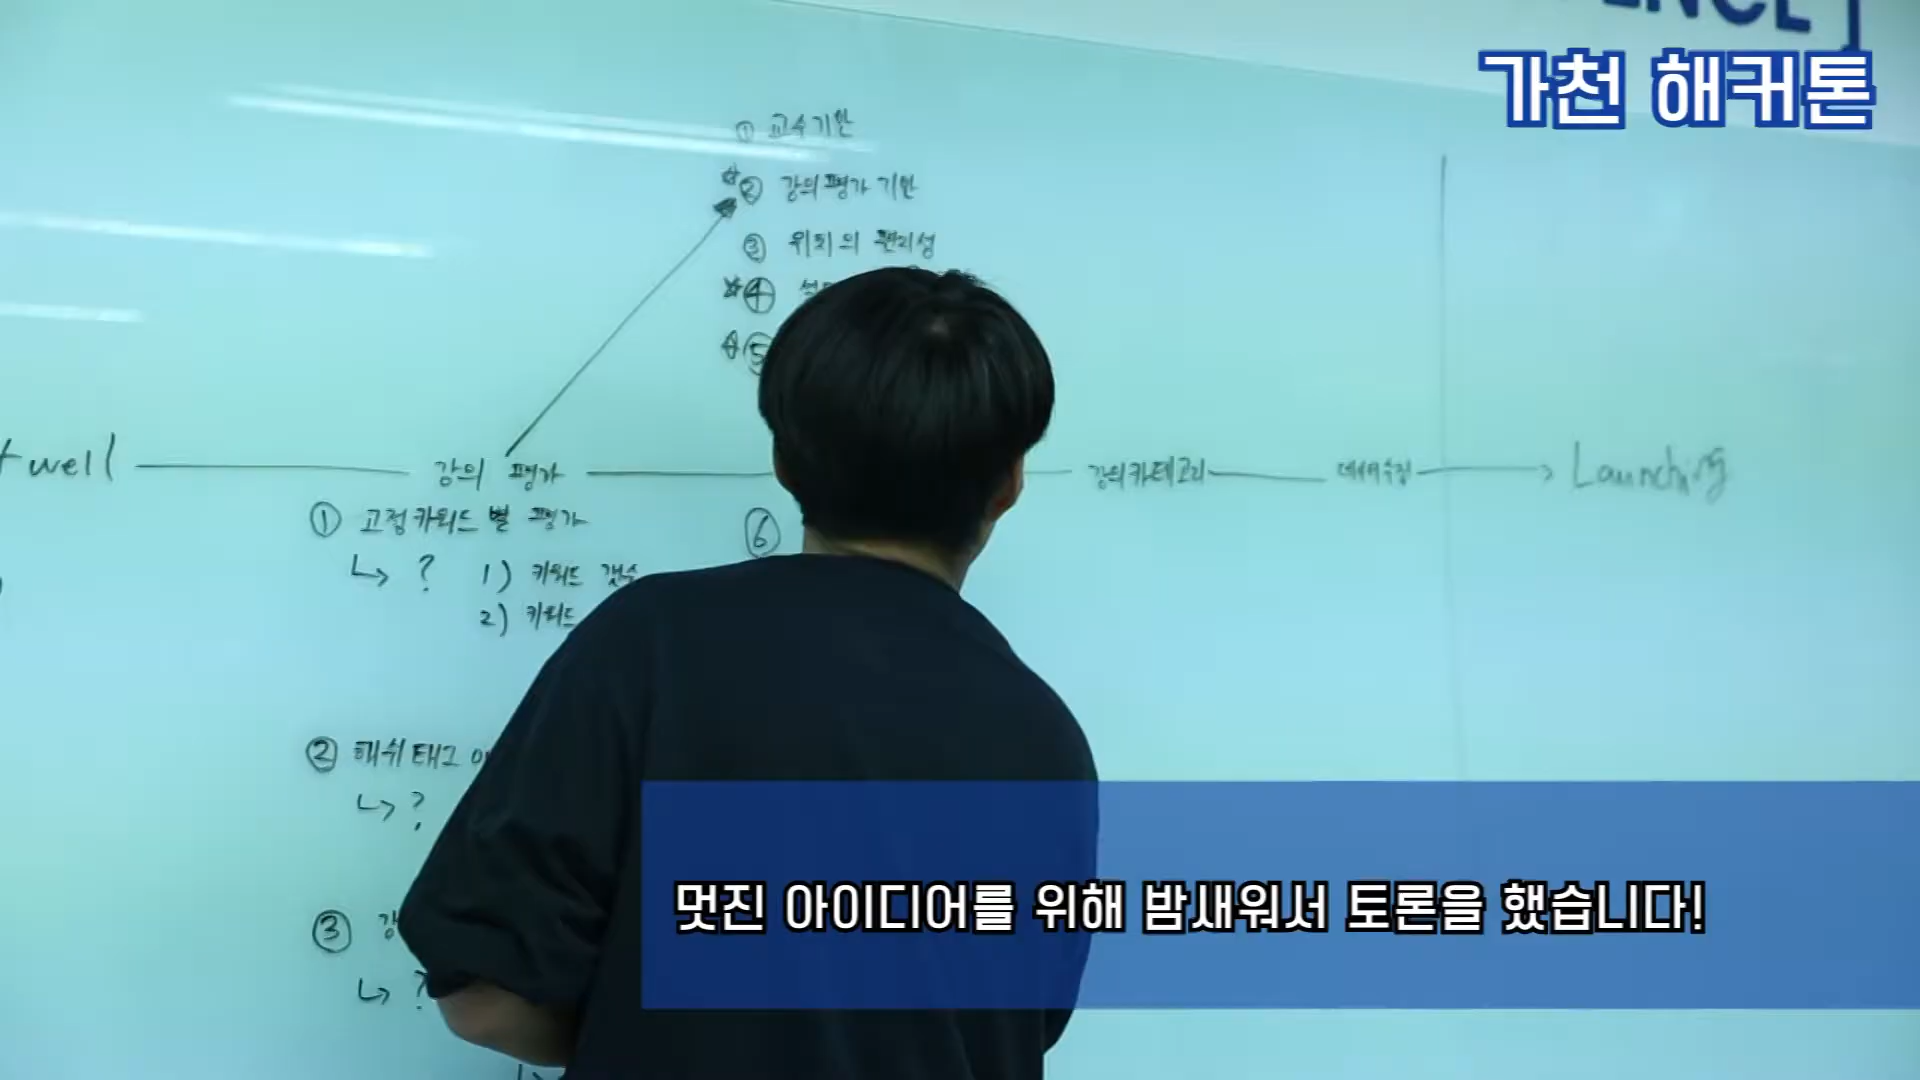 가천 해커톤
① 교수기반
☆② 강의평가 기반
③ 위치의 편리성
☆④
☆⑤
twell
강의 평가
강의카테고리
Launching
① 고정키워드 별 평가
↳ ?
1) 키워드 갯수
2) 키워드
⑥
② 해쉬태그
↳ ?
③
↳ ?
멋진 아이디어를 위해 밤새워서 토론을 했습니다!